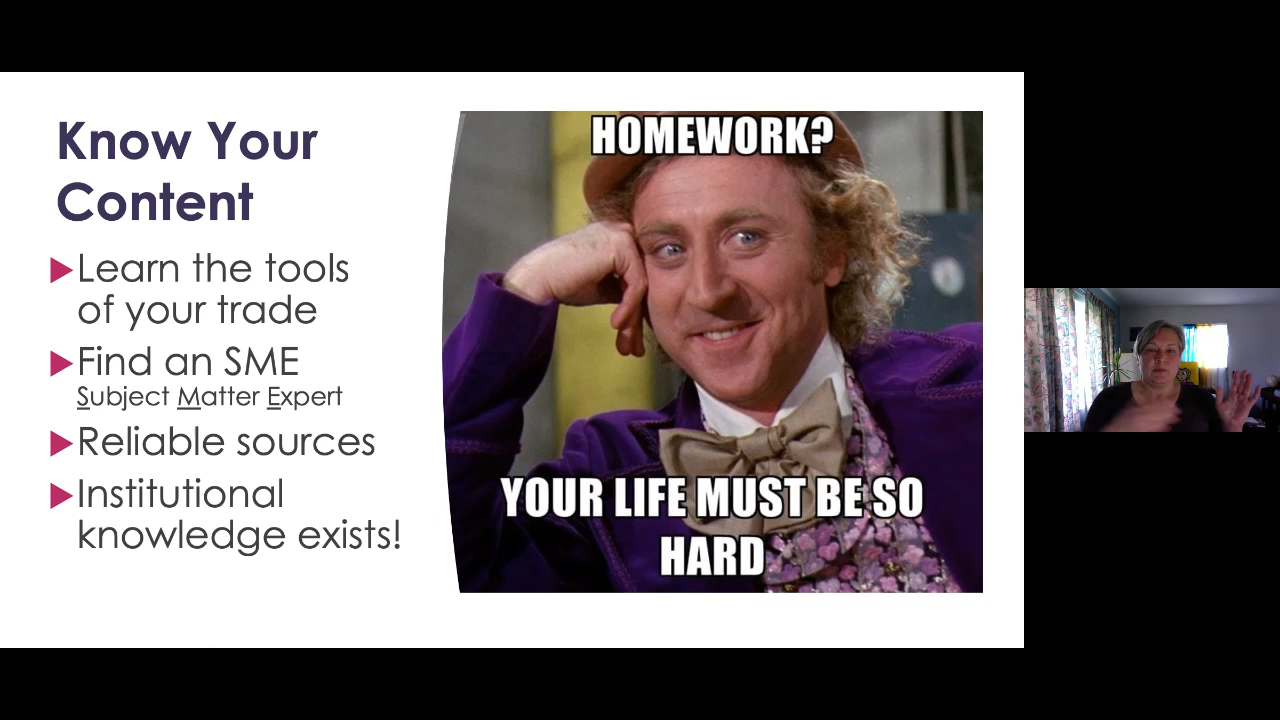 Know Your
Content
Learn the tools
of your trade
Find an SME
Subject Matter Expert
Reliable sources
Institutional
knowledge exists!
HOMEWORK?
YOUR LIFE MUST BE SO
HARD